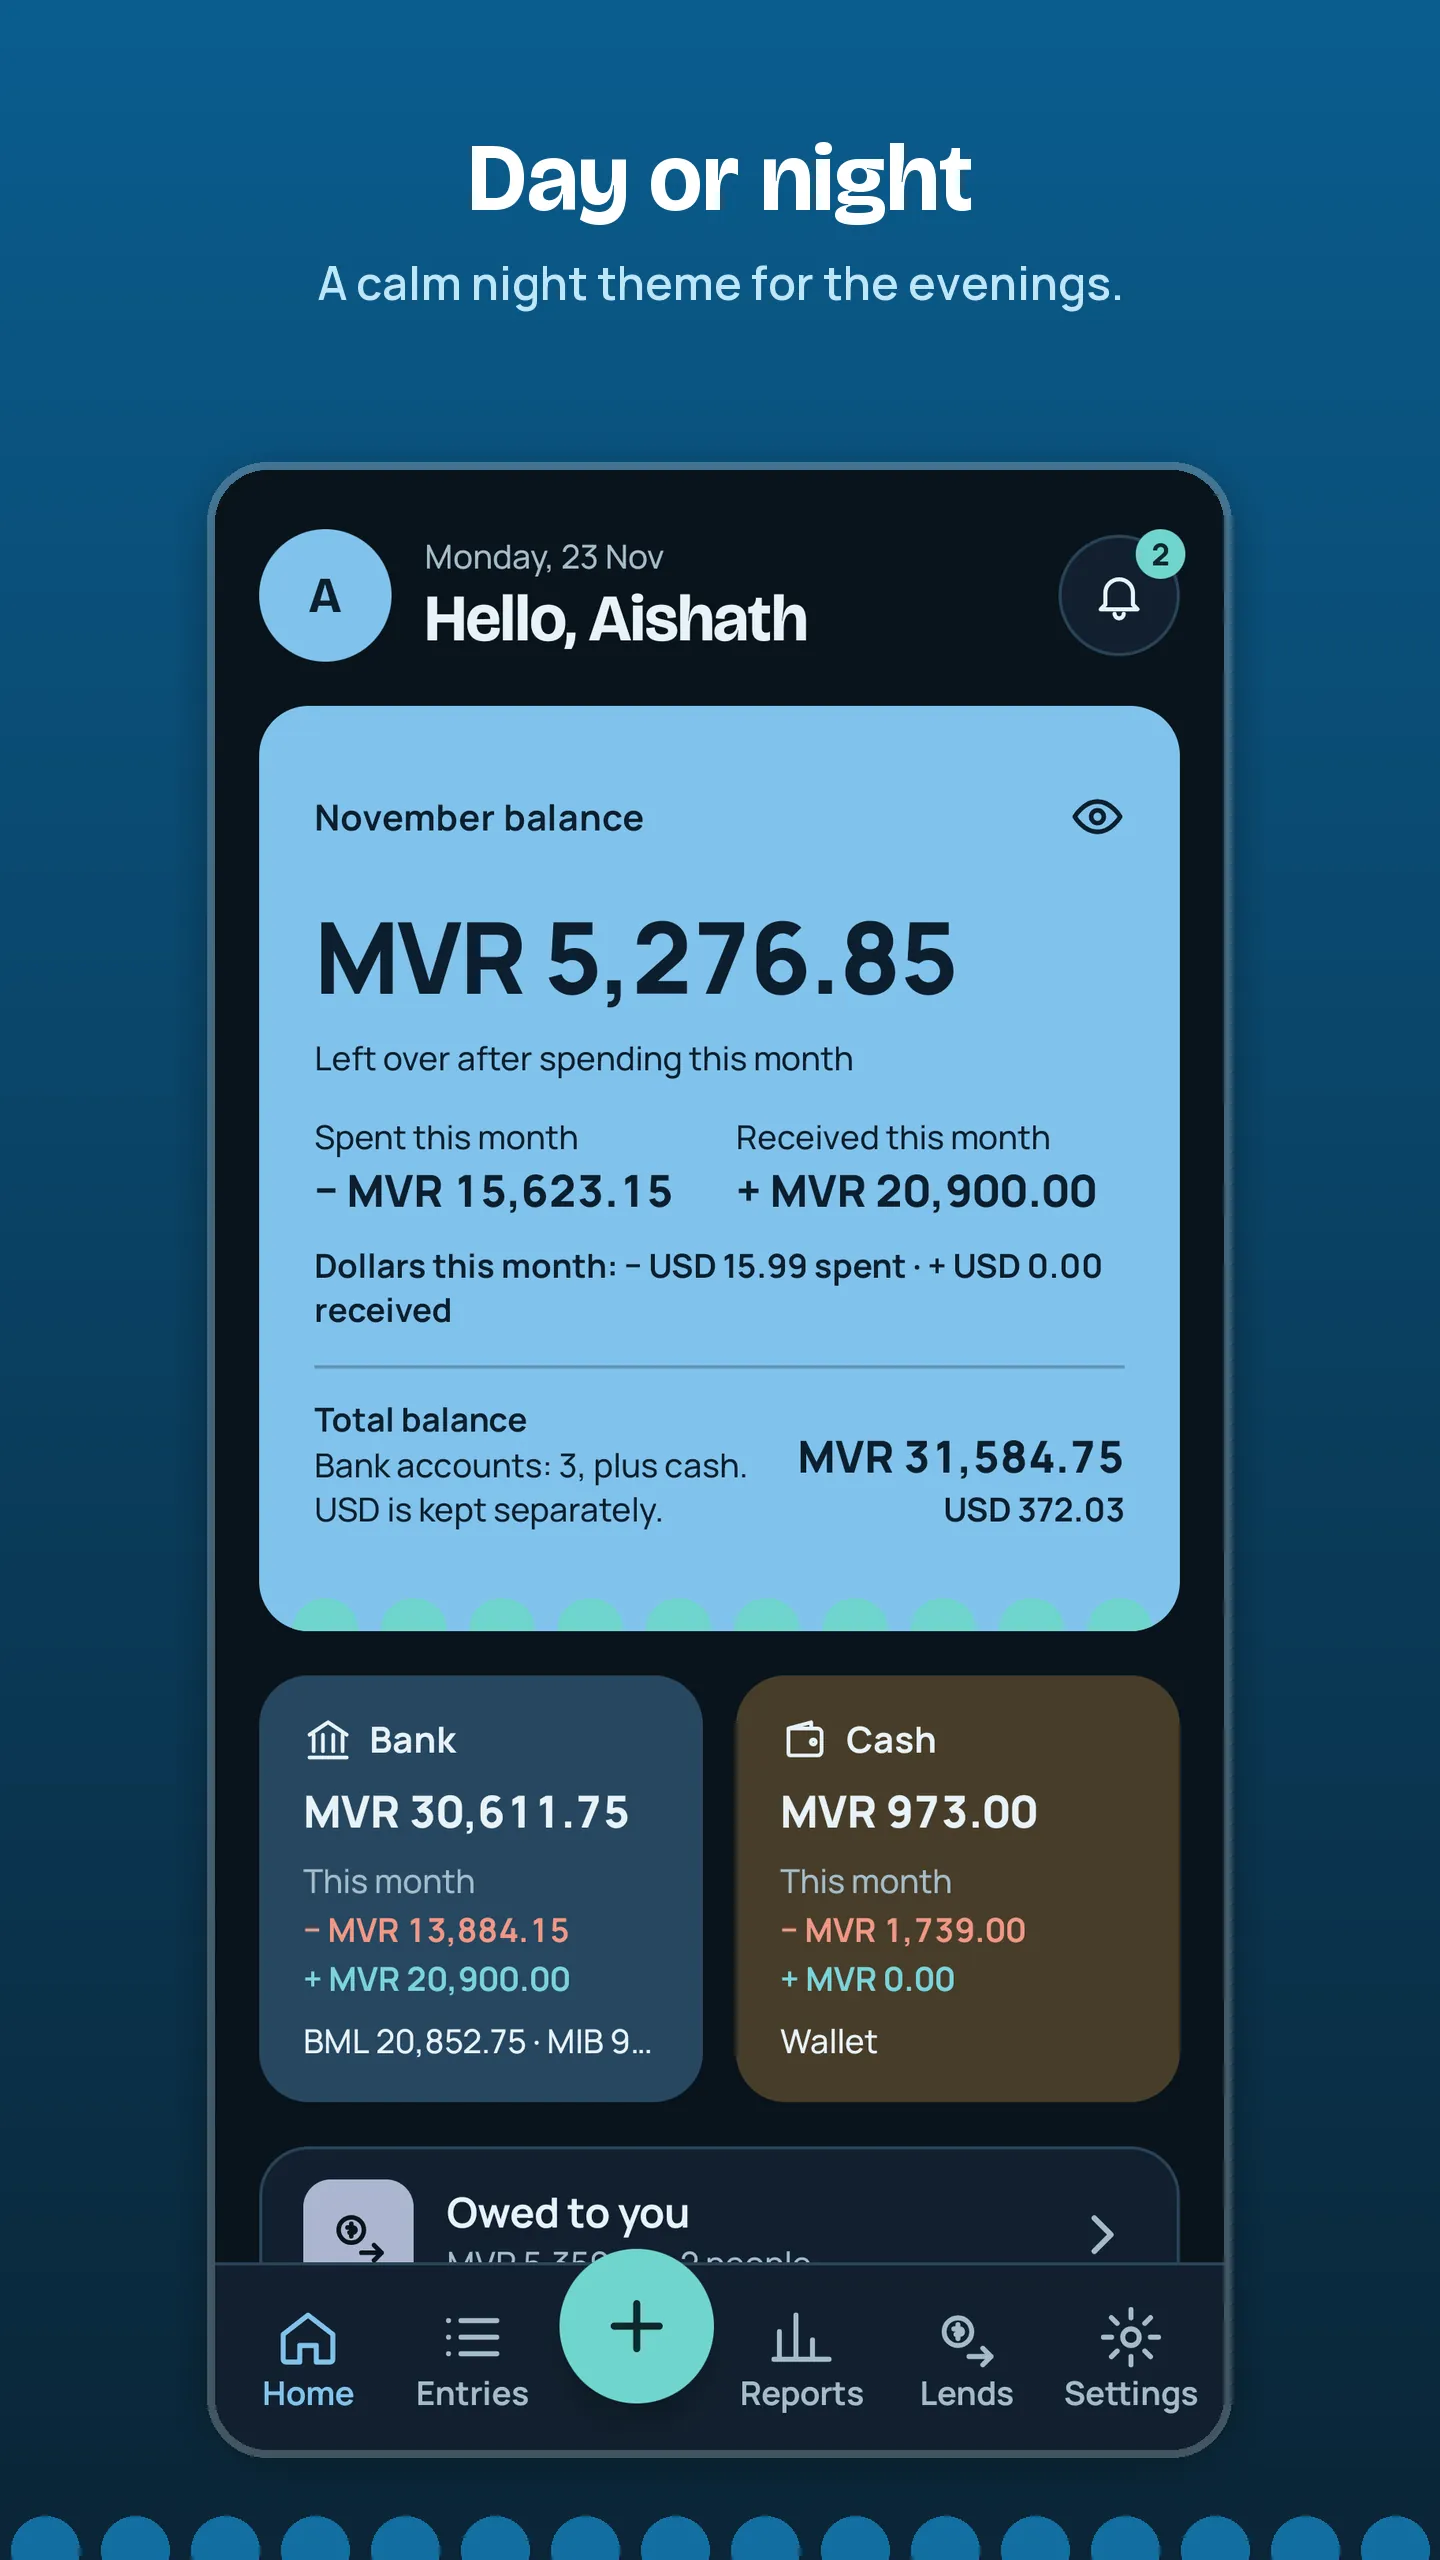 Day or night
A calm night theme for the evenings.
A
Monday, 23 Nov
Hello, Aishath
2
November balance
MVR 5,276.85
Left over after spending this month
Spent this month
− MVR 15,623.15
Received this month
+ MVR 20,900.00
Dollars this month: − USD 15.99 spent · + USD 0.00
received
Total balance
Bank accounts: 3, plus cash.
USD is kept separately.
MVR 31,584.75
USD 372.03
Bank
MVR 30,611.75
This month
− MVR 13,884.15
+ MVR 20,900.00
BML 20,852.75 · MIB 9...
Cash
MVR 973.00
This month
− MVR 1,739.00
+ MVR 0.00
Wallet
Owed to you
Home
Entries
Reports
Lends
Settings